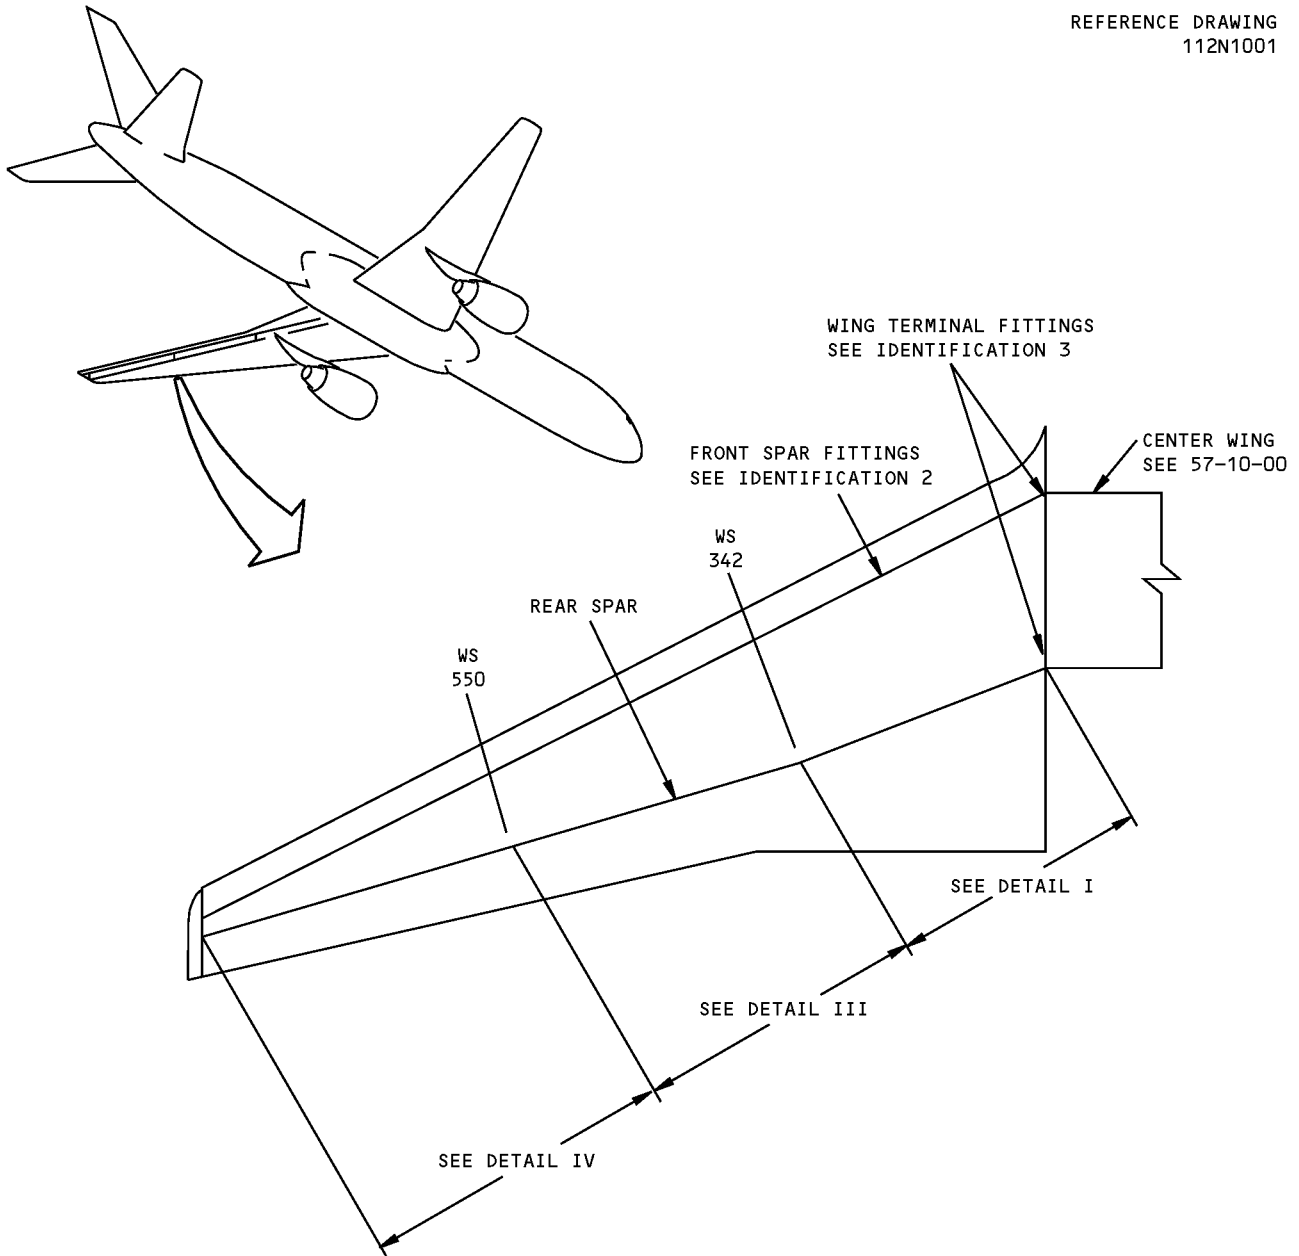 REFERENCE DRAWING
112N1001
WING TERMINAL FITTINGS
SEE IDENTIFICATION 3
CENTER WING
SEE 57-10-00
FRONT SPAR FITTINGS
SEE IDENTIFICATION 2
WS
342
REAR SPAR
WS
550
SEE DETAIL I
SEE DETAIL III
SEE DETAIL IV